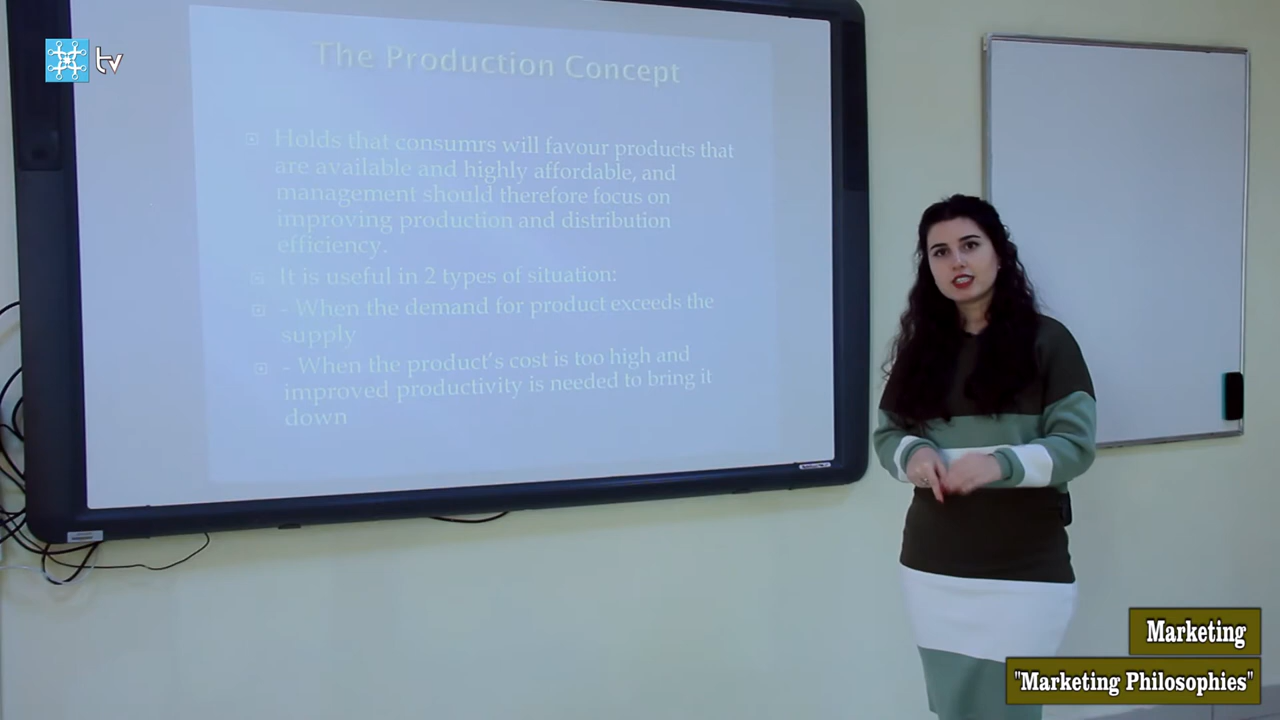 tv
The Production Concept
Holds that consumrs will favour products that
are available and highly affordable, and
management should therefore focus on
improving production and distribution
efficiency.
It is useful in 2 types of situation:
- When the demand for product exceeds the
supply
- When the product's cost is too high and
improved productivity is needed to bring it
down
Marketing
"Marketing Philosophies"